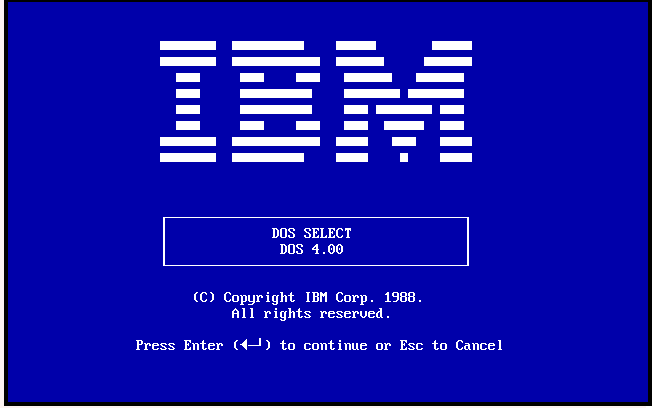 IBM
DOS SELECT
DOS 4.00
(C) Copyright IBM Corp. 1988.
All rights reserved.
Press Enter (◄─┘) to continue or Esc to Cancel